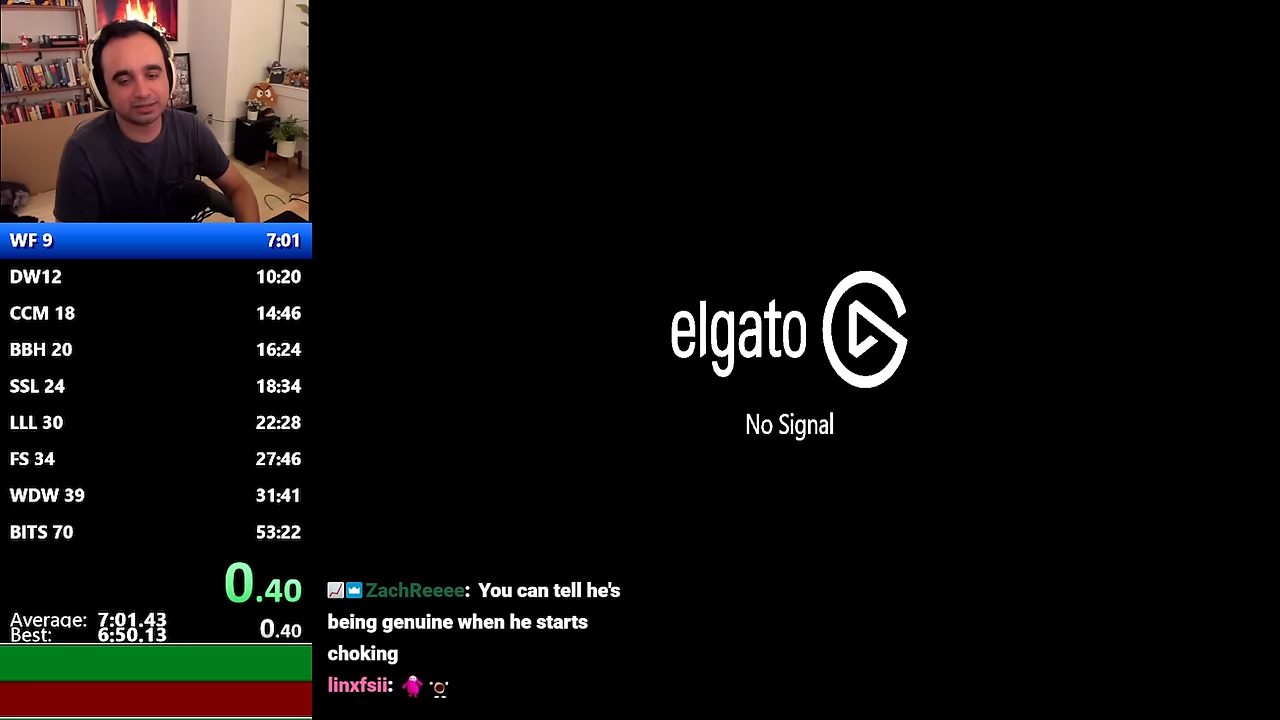 WF 9 7:01
DW12 10:20
CCM 18 14:46
BBH 20 16:24
SSL 24 18:34
LLL 30 22:28
FS 34 27:46
WDW 39 31:41
BITS 70 53:22
0.40
Average: 7:01.43
Best: 6:50.13 0.40
elgato
No Signal
ZachReeee: You can tell he's
being genuine when he starts
choking
linxfsii: